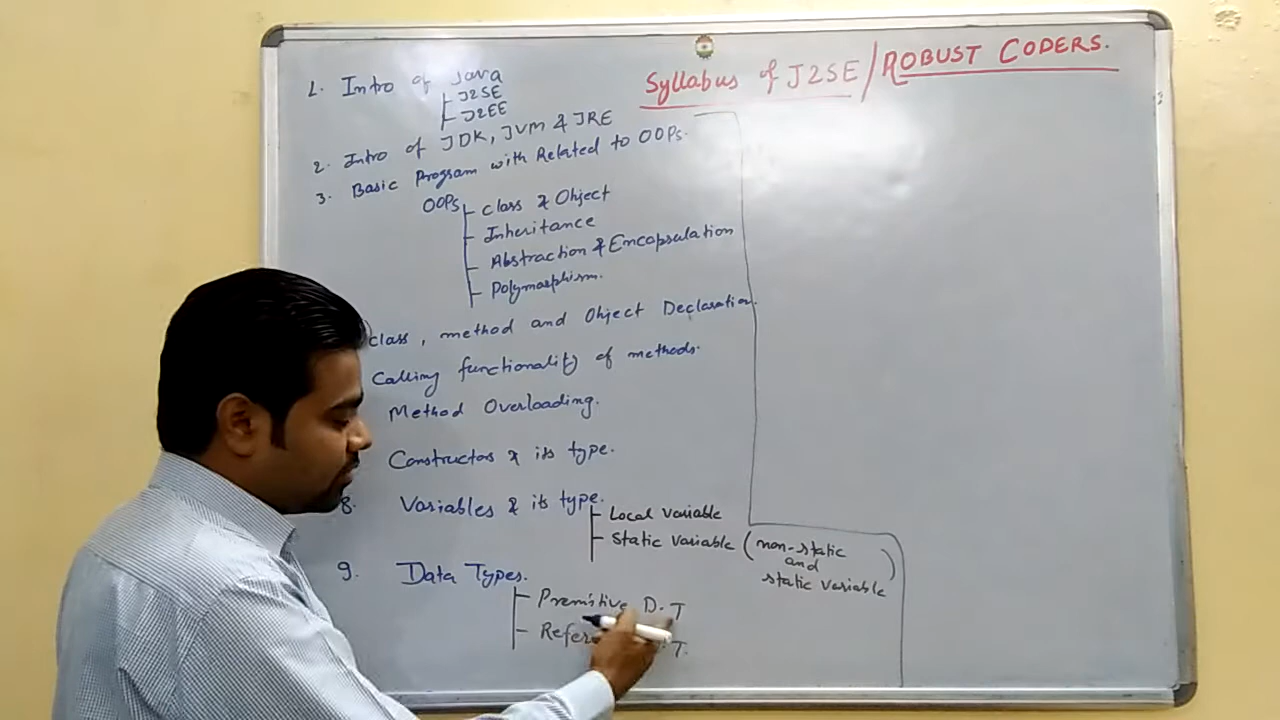 Syllabus of J2SE / ROBUST CODERS.
1. Intro of Java
J2SE
J2EE
2. Intro of JDK, JVM & JRE
3. Basic Program with Related to OOPs.
OOPs
Class & Object
Inheritance
Abstraction & Encapsulation
Polymorphism.
Class, method and Object Declaration.
Calling functionality of methods.
Method Overloading.
Constructor & its type.
8. Variables & its type.
Local variable
Static variable (non-static and static variable)
9. Data Types.
Premitive D.T
T.